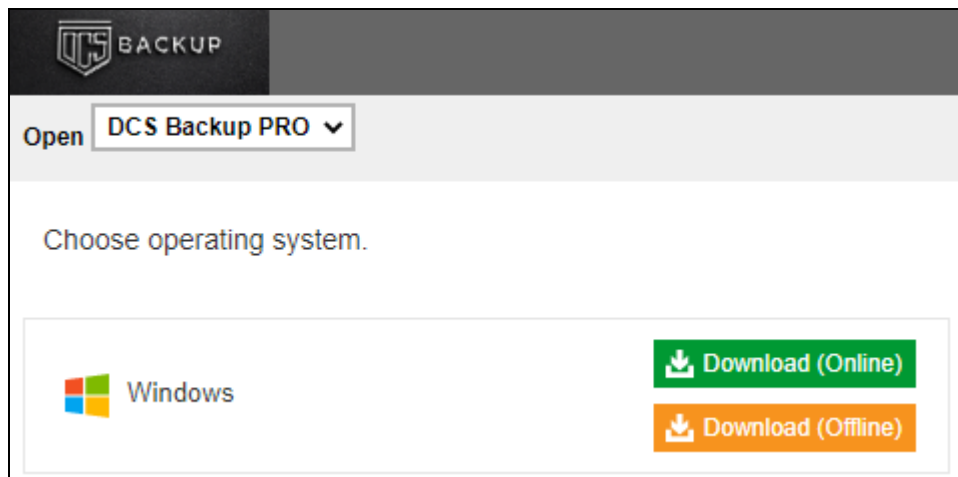 DCS BACKUP
Open DCS Backup PRO
Choose operating system.
Windows
Download (Online)
Download (Offline)